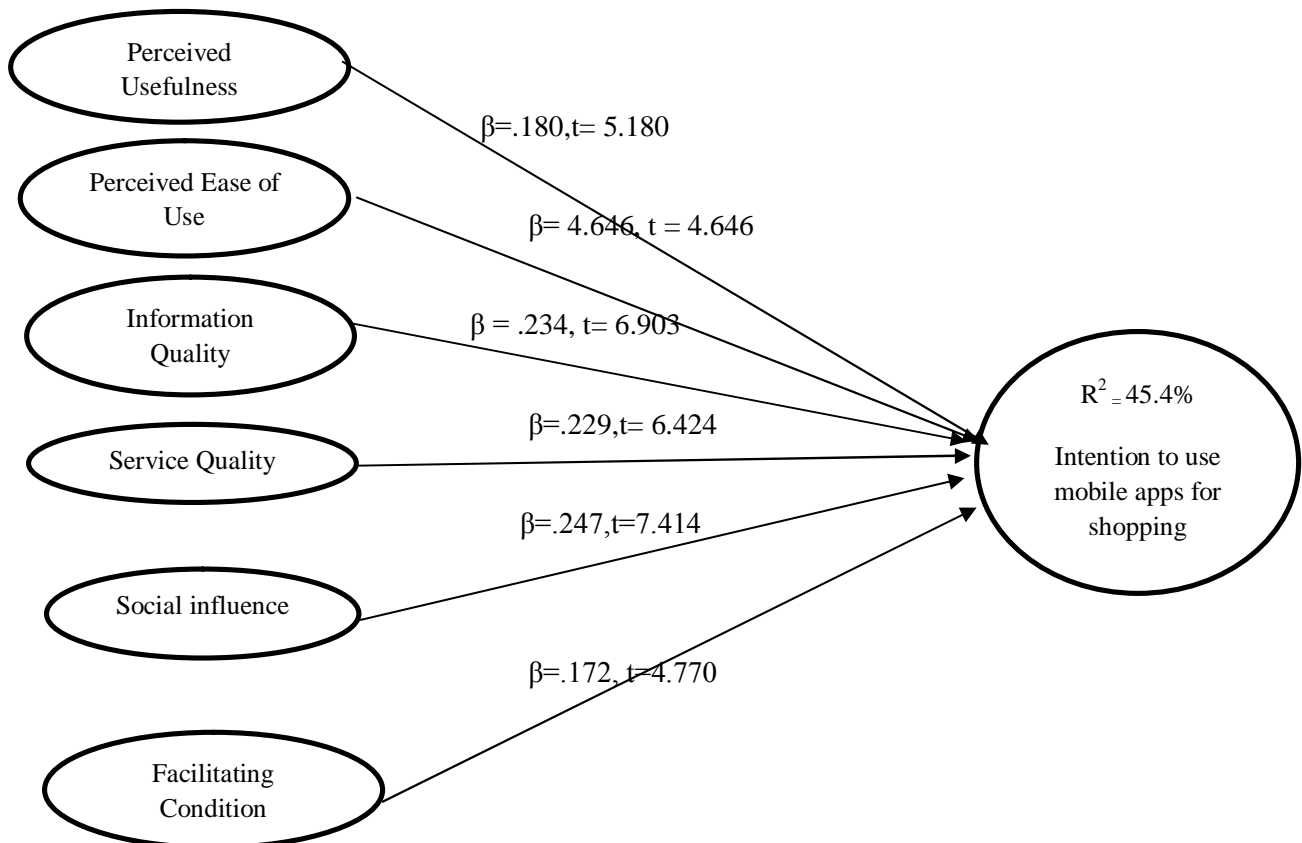 Perceived
Usefulness
β=.180,t= 5.180
Perceived Ease of
Use
β= 4.646, t = 4.646
Information
Quality
β = .234, t= 6.903
Service Quality
β=.229,t= 6.424
Social influence
β=.247,t=7.414
Facilitating
Condition
β=.172, t=4.770
R² = 45.4%
Intention to use
mobile apps for
shopping